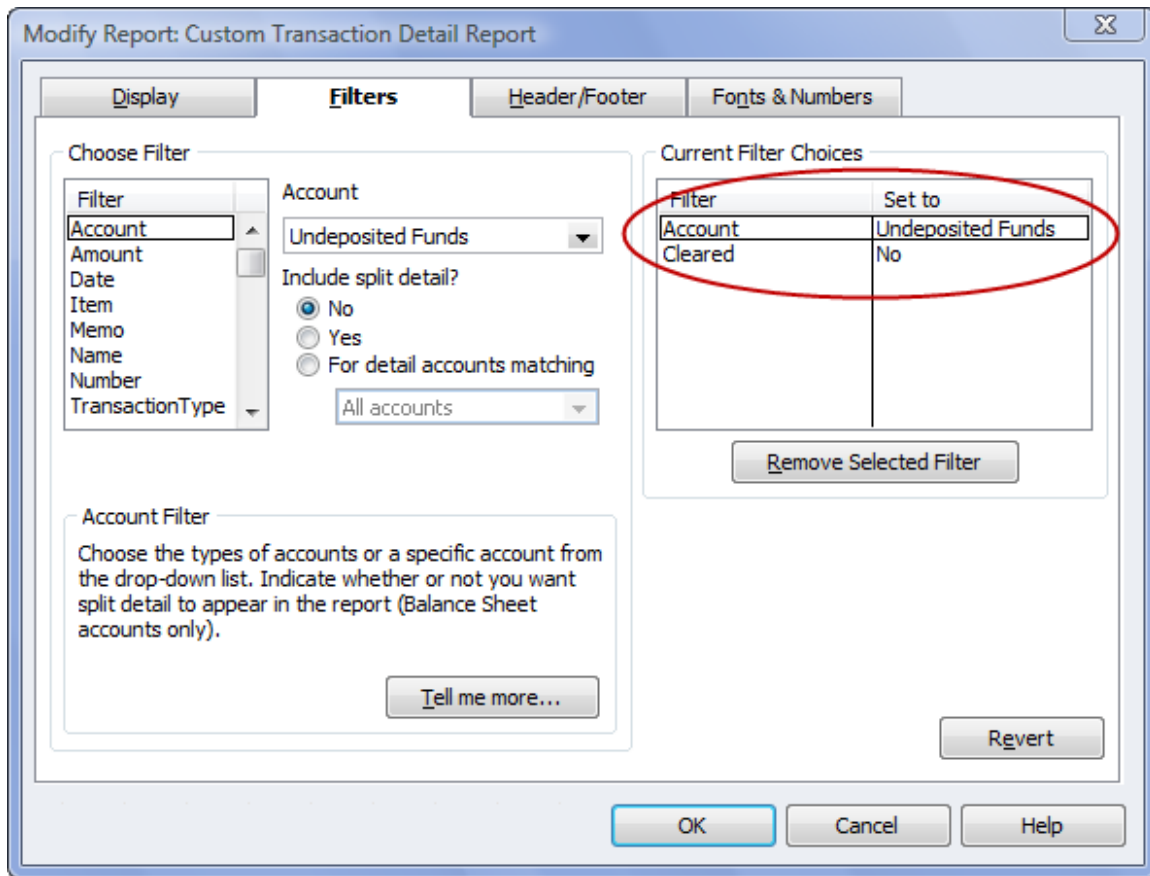 Modify Report: Custom Transaction Detail Report
Display
Filters
Header/Footer
Fonts & Numbers
Choose Filter
Filter
Account
Amount
Date
Item
Memo
Name
Number
TransactionType
Account
Undeposited Funds
Include split detail?
No
Yes
For detail accounts matching
All accounts
Account Filter
Choose the types of accounts or a specific account from
the drop-down list. Indicate whether or not you want
split detail to appear in the report (Balance Sheet
accounts only).
Tell me more...
Current Filter Choices
Filter Set to
Account Undeposited Funds
Cleared No
Remove Selected Filter
Revert
OK
Cancel
Help